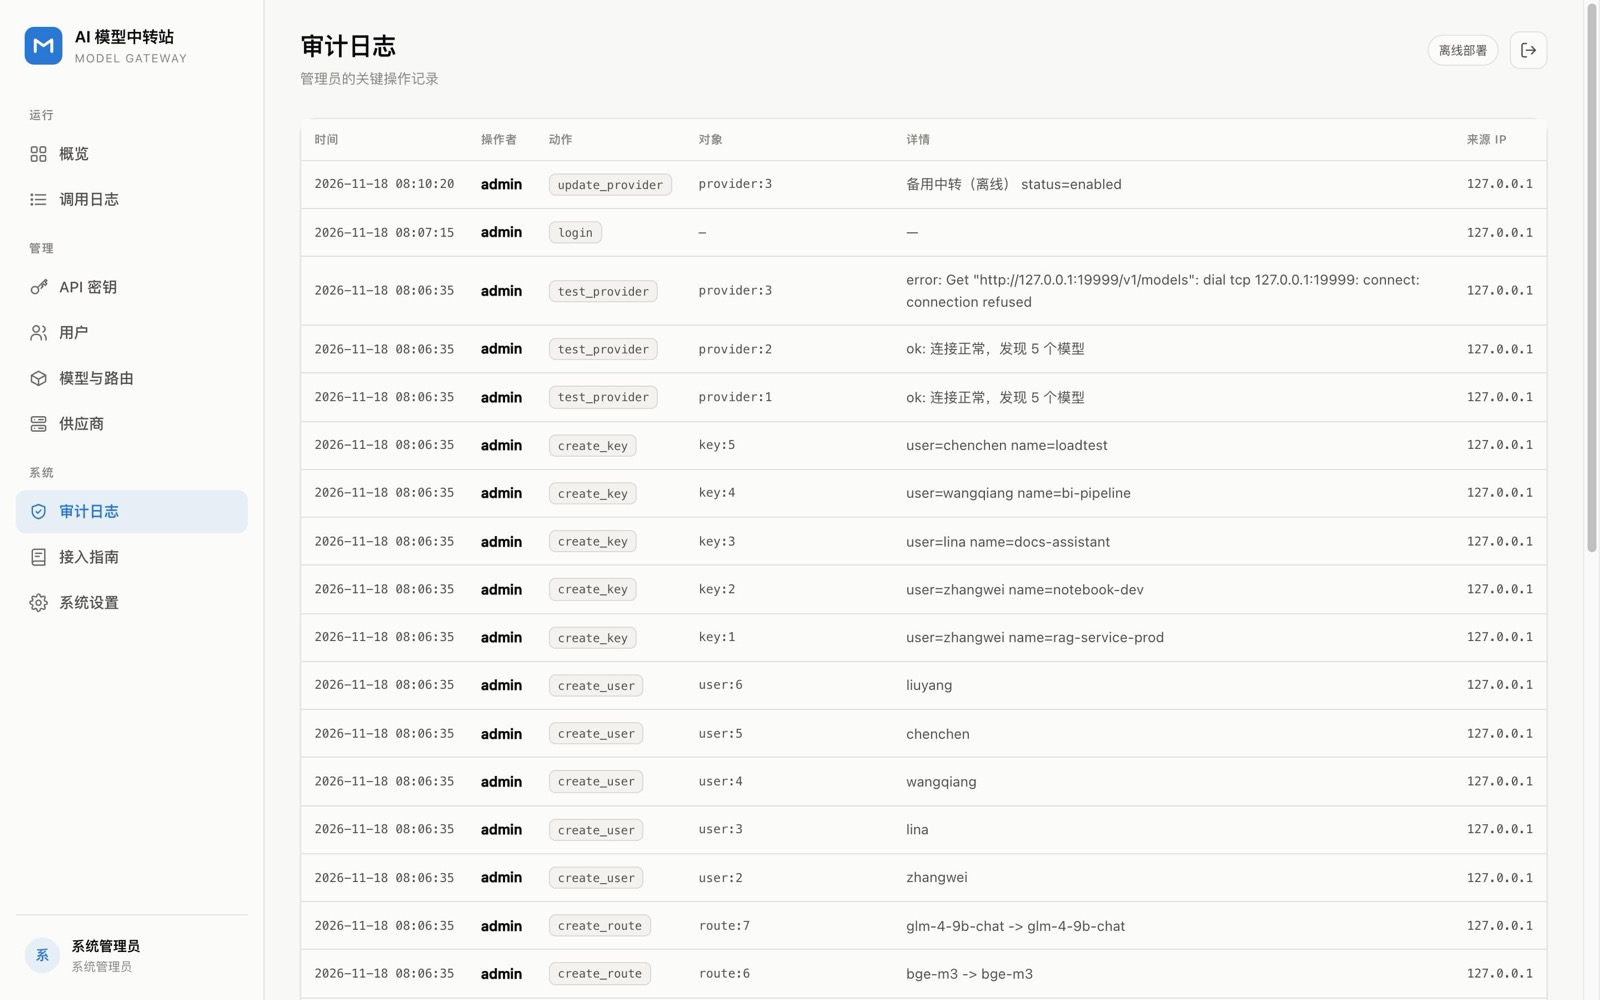 AI 模型中转站
MODEL GATEWAY
运行
概览
调用日志
管理
API 密钥
用户
模型与路由
供应商
系统
审计日志
接入指南
系统设置
系
系统管理员
系统管理员
审计日志
管理员的关键操作记录
离线部署
时间 操作者 动作 对象 详情 来源 IP
2026-11-18 08:10:20 admin update_provider provider:3 备用中转（离线） status=enabled 127.0.0.1
2026-11-18 08:07:15 admin login — — 127.0.0.1
2026-11-18 08:06:35 admin test_provider provider:3 error: Get "http://127.0.0.1:19999/v1/models": dial tcp 127.0.0.1:19999: connect: 127.0.0.1
connection refused
2026-11-18 08:06:35 admin test_provider provider:2 ok: 连接正常，发现 5 个模型 127.0.0.1
2026-11-18 08:06:35 admin test_provider provider:1 ok: 连接正常，发现 5 个模型 127.0.0.1
2026-11-18 08:06:35 admin create_key key:5 user=chenchen name=loadtest 127.0.0.1
2026-11-18 08:06:35 admin create_key key:4 user=wangqiang name=bi-pipeline 127.0.0.1
2026-11-18 08:06:35 admin create_key key:3 user=lina name=docs-assistant 127.0.0.1
2026-11-18 08:06:35 admin create_key key:2 user=zhangwei name=notebook-dev 127.0.0.1
2026-11-18 08:06:35 admin create_key key:1 user=zhangwei name=rag-service-prod 127.0.0.1
2026-11-18 08:06:35 admin create_user user:6 liuyang 127.0.0.1
2026-11-18 08:06:35 admin create_user user:5 chenchen 127.0.0.1
2026-11-18 08:06:35 admin create_user user:4 wangqiang 127.0.0.1
2026-11-18 08:06:35 admin create_user user:3 lina 127.0.0.1
2026-11-18 08:06:35 admin create_user user:2 zhangwei 127.0.0.1
2026-11-18 08:06:35 admin create_route route:7 glm-4-9b-chat -> glm-4-9b-chat 127.0.0.1
2026-11-18 08:06:35 admin create_route route:6 bge-m3 -> bge-m3 127.0.0.1